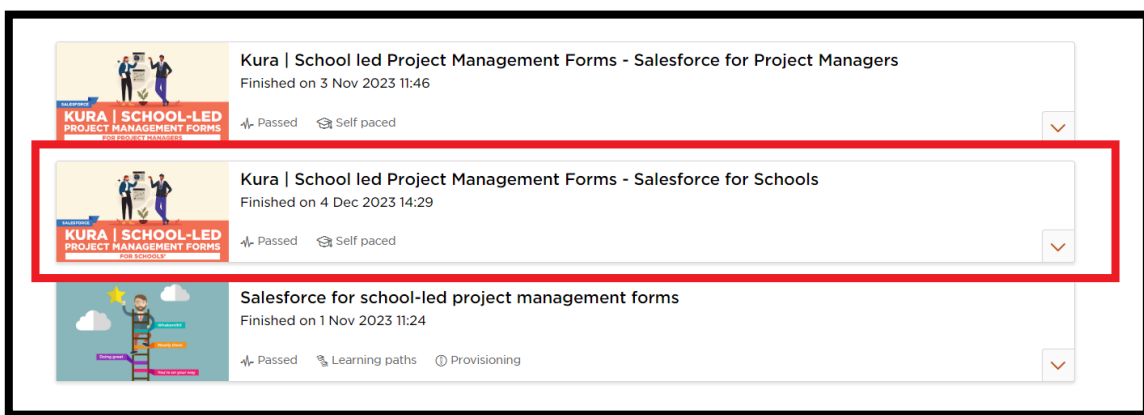 Kura | School led Project Management Forms - Salesforce for Project Managers
Finished on 3 Nov 2023 11:46
Passed Self paced
SALESFORCE
KURA | SCHOOL-LED
PROJECT MANAGEMENT FORMS
FOR PROJECT MANAGERS
Kura | School led Project Management Forms - Salesforce for Schools
Finished on 4 Dec 2023 14:29
Passed Self paced
SALESFORCE
KURA | SCHOOL-LED
PROJECT MANAGEMENT FORMS
FOR SCHOOLS'
Salesforce for school-led project management forms
Finished on 1 Nov 2023 11:24
Passed Learning paths Provisioning
Nearly there!
Doing great!
You're on your way